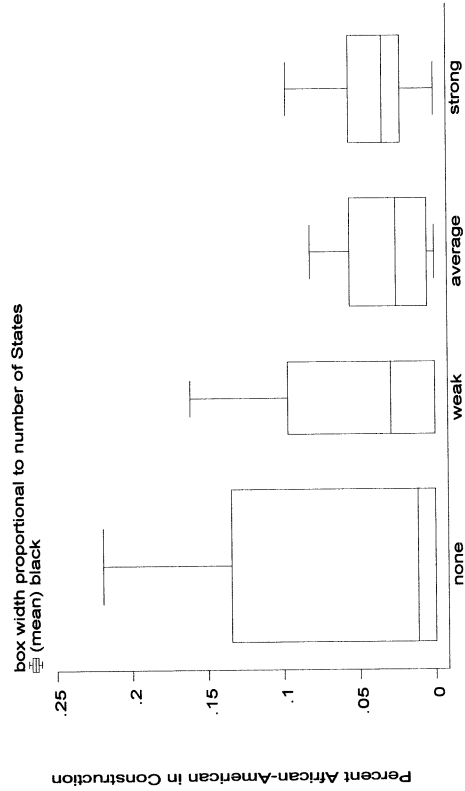 box width proportional to number of States
(mean) black
Percent African-American in Construction
.25
.2
.15
.1
.05
0
none
weak
average
strong